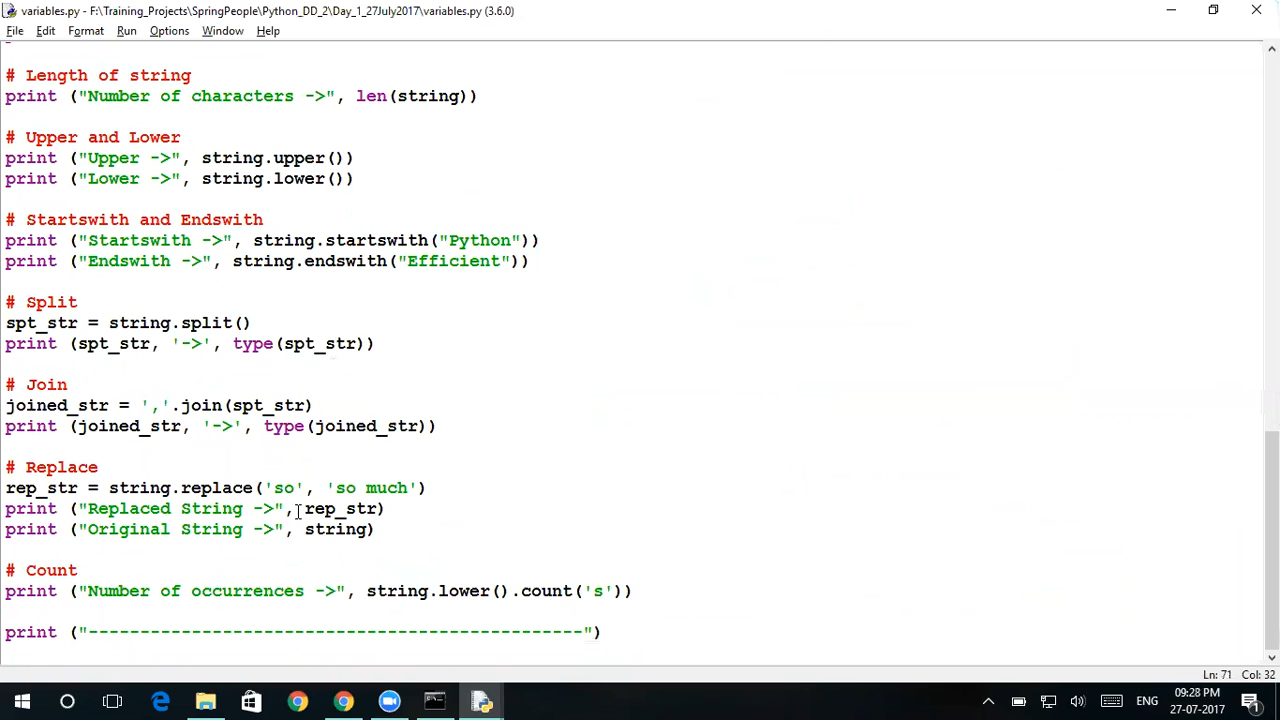 variables.py - F:\Training_Projects\SpringPeople\Python_DD_2\Day_1_27July2017\variables.py (3.6.0)
File Edit Format Run Options Window Help
# Length of string
print ("Number of characters ->", len(string))
# Upper and Lower
print ("Upper ->", string.upper())
print ("Lower ->", string.lower())
# Startswith and Endswith
print ("Startswith ->", string.startswith("Python"))
print ("Endswith ->", string.endswith("Efficient"))
# Split
spt_str = string.split()
print (spt_str, '->', type(spt_str))
# Join
joined_str = ','.join(spt_str)
print (joined_str, '->', type(joined_str))
# Replace
rep_str = string.replace('so', 'so much')
print ("Replaced String ->", rep_str)
print ("Original String ->", string)
# Count
print ("Number of occurrences ->", string.lower().count('s'))
print ("------------------------------------------------")
Ln: 71 Col: 32
ENG
09:28 PM
27-07-2017
1